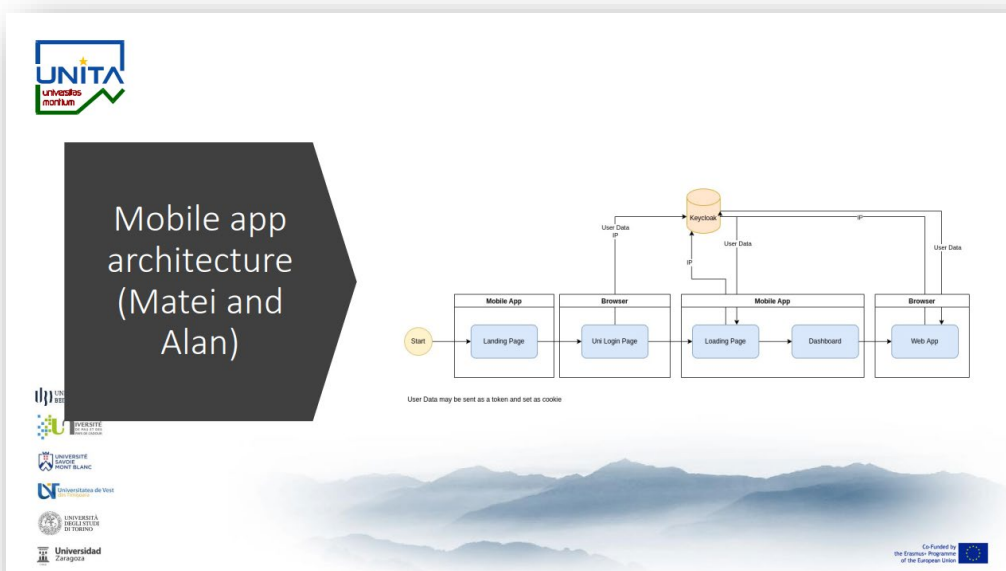 UNITA
universitas
montium
Mobile app
architecture
(Matei and
Alan)
Keycloak
User Data
IP
User Data
IP
IP
User Data
Mobile App
Browser
Mobile App
Browser
Start
Landing Page
Uni Login Page
Loading Page
Dashboard
Web App
User Data may be sent as a token and set as cookie
UNIVERSITÉ
SAVOIE
MONT BLANC
Universitatea de Vest
din Timișoara
UNIVERSITÀ
DEGLI STUDI
DI TORINO
Universidad
Zaragoza
Co-Funded by
the Erasmus+ Programme
of the European Union